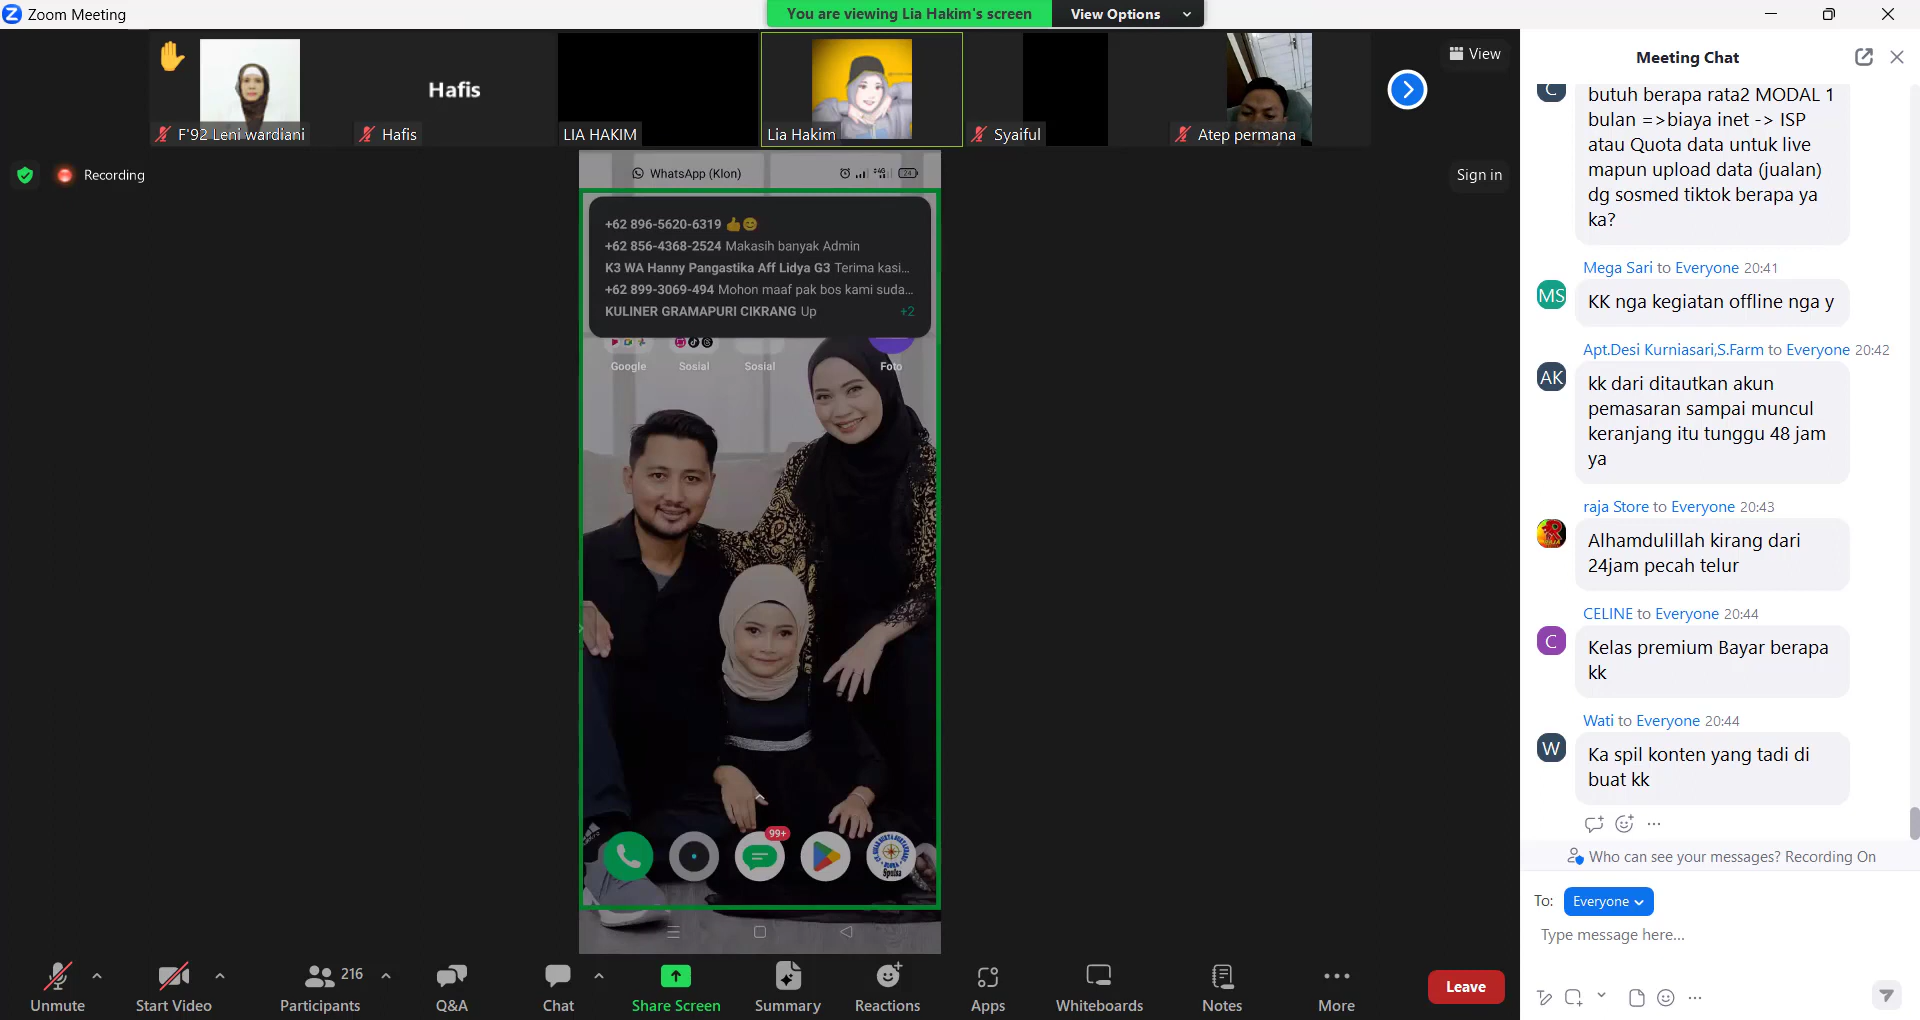 Zoom Meeting
You are viewing Lia Hakim's screen
View Options
F'92 Leni wardiani
Hafis
Hafis
LIA HAKIM
Lia Hakim
Syaiful
Atep permana
View
Recording
Sign in
WhatsApp (Klon)
24
+62 896-5620-6319 👍😊
+62 856-4368-2524 Makasih banyak Admin
K3 WA Hanny Pangastika Aff Lidya G3 Terima kasi...
+62 899-3069-494 Mohon maaf pak bos kami suda...
KULINER GRAMAPURI CIKRANG Up +2
Google
Sosial
Sosial
Foto
99+
Spulsa
Meeting Chat
C
butuh berapa rata2 MODAL 1
bulan =>biaya inet -> ISP
atau Quota data untuk live
mapun upload data (jualan)
dg sosmed tiktok berapa ya
ka?
Mega Sari to Everyone 20:41
MS
KK nga kegiatan offline nga y
Apt.Desi Kurniasari,S.Farm to Everyone 20:42
AK
kk dari ditautkan akun
pemasaran sampai muncul
keranjang itu tunggu 48 jam
ya
raja Store to Everyone 20:43
Alhamdulillah kirang dari
24jam pecah telur
CELINE to Everyone 20:44
C
Kelas premium Bayar berapa
kk
Wati to Everyone 20:44
W
Ka spil konten yang tadi di
buat kk
Who can see your messages? Recording On
To: Everyone
Type message here...
Unmute
Start Video
216
Participants
Q&A
Chat
Share Screen
Summary
Reactions
Apps
Whiteboards
Notes
More
Leave